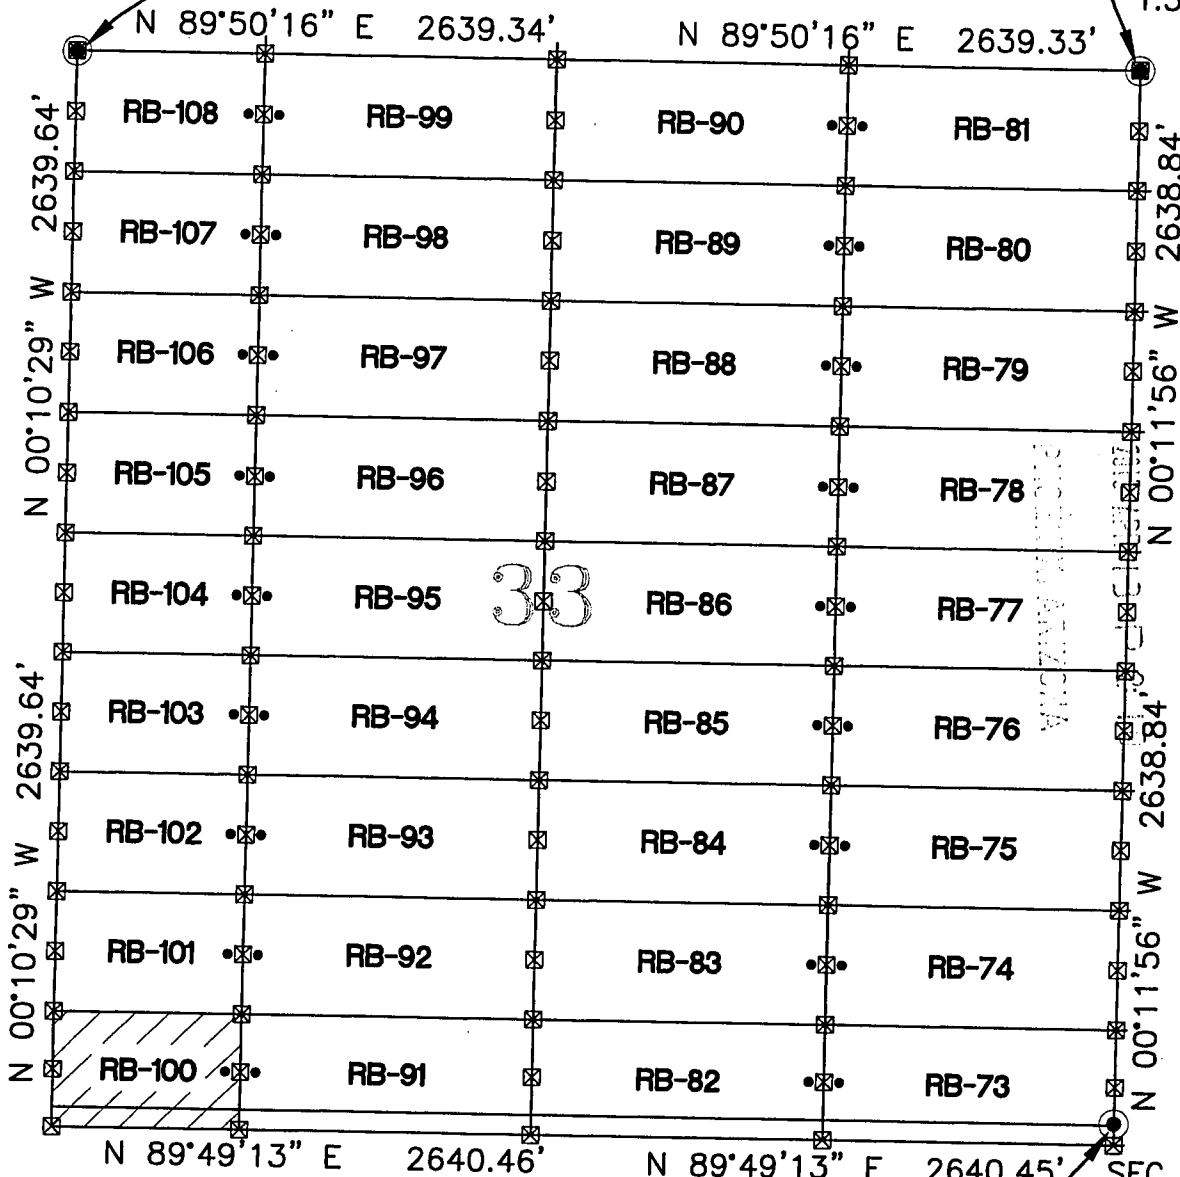 1.3
N 89°50'16" E 2639.34' N 89°50'16" E 2639.33'
RB-108 RB-99 RB-90 RB-81
RB-107 RB-98 RB-89 RB-80
RB-106 RB-97 RB-88 RB-79
RB-105 RB-96 RB-87 RB-78
RB-104 RB-95 RB-86 RB-77
33
RB-103 RB-94 RB-85 RB-76
RB-102 RB-93 RB-84 RB-75
RB-101 RB-92 RB-83 RB-74
RB-100 RB-91 RB-82 RB-73
N 00°10'29" W 2639.64'
N 00°10'29" W 2639.64'
N 00°11'56" W 2638.84'
N 00°11'56" W 2638.84'
ARIZONA
N 89°49'13" E 2640.46' N 89°49'13" E 2640.45' SEC